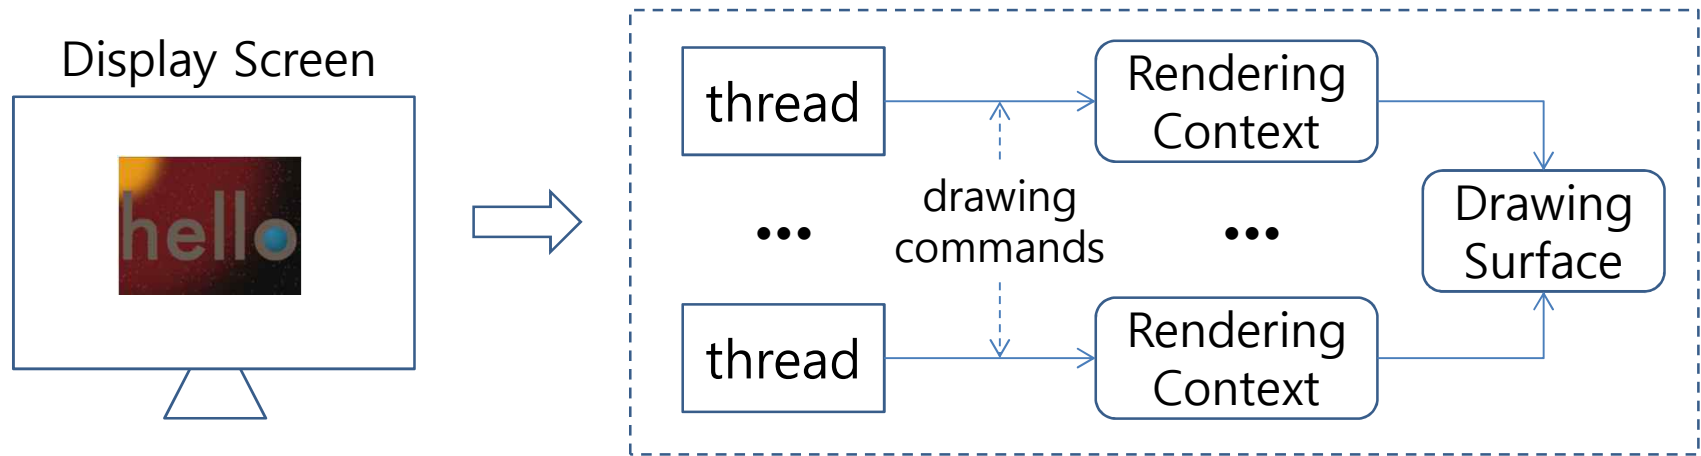 Display Screen
hello
thread
Rendering
Context
drawing
commands
...
...
Drawing
Surface
thread
Rendering
Context